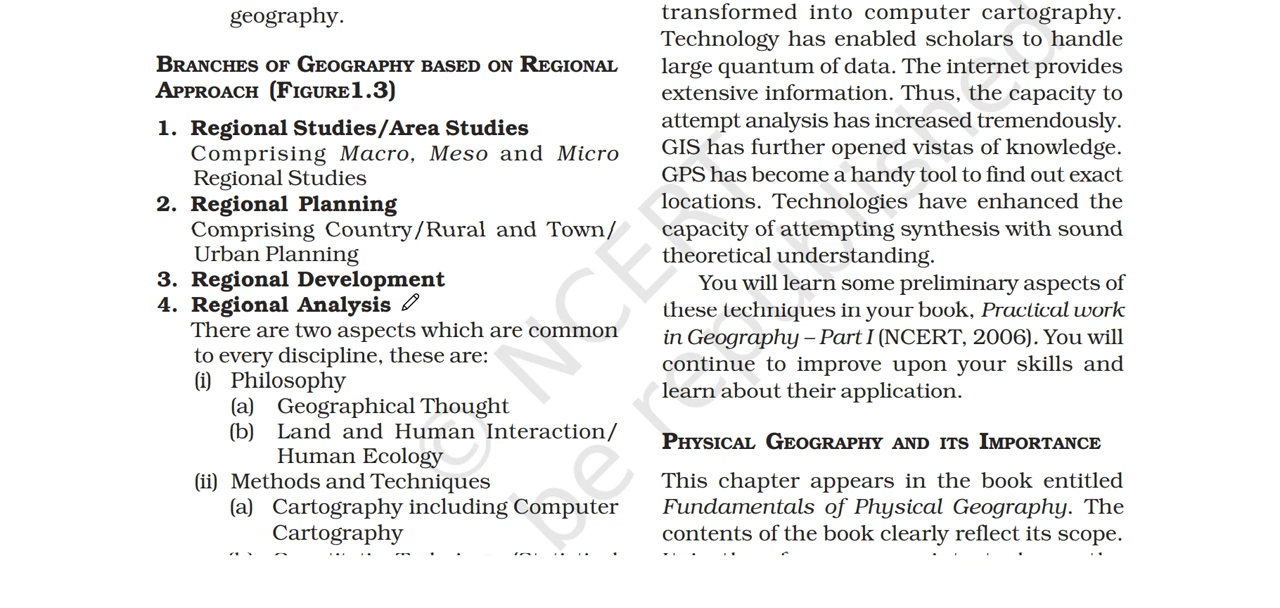 geography.
BRANCHES OF GEOGRAPHY BASED ON REGIONAL
APPROACH (FIGURE1.3)
1. Regional Studies/Area Studies
Comprising Macro, Meso and Micro
Regional Studies
2. Regional Planning
Comprising Country/Rural and Town/
Urban Planning
3. Regional Development
4. Regional Analysis
There are two aspects which are common
to every discipline, these are:
(i) Philosophy
(a) Geographical Thought
(b) Land and Human Interaction/
Human Ecology
(ii) Methods and Techniques
(a) Cartography including Computer
Cartography
transformed into computer cartography.
Technology has enabled scholars to handle
large quantum of data. The internet provides
extensive information. Thus, the capacity to
attempt analysis has increased tremendously.
GIS has further opened vistas of knowledge.
GPS has become a handy tool to find out exact
locations. Technologies have enhanced the
capacity of attempting synthesis with sound
theoretical understanding.
You will learn some preliminary aspects of
these techniques in your book, Practical work
in Geography – Part I (NCERT, 2006). You will
continue to improve upon your skills and
learn about their application.
PHYSICAL GEOGRAPHY AND ITS IMPORTANCE
This chapter appears in the book entitled
Fundamentals of Physical Geography. The
contents of the book clearly reflect its scope.
© NCERT
be republished